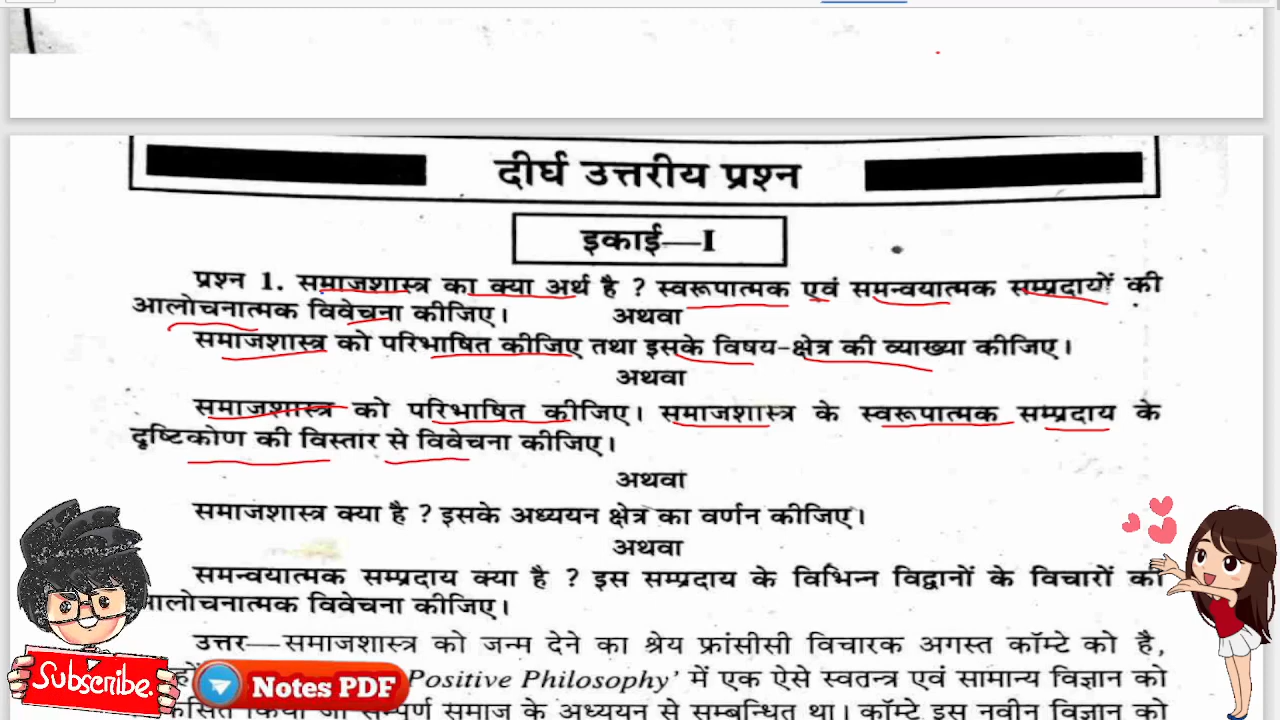 दीर्घ उत्तरीय प्रश्न
इकाई—I
प्रश्न 1. समाजशास्त्र का क्या अर्थ है ? स्वरूपात्मक एवं समन्वयात्मक सम्प्रदायों की
आलोचनात्मक विवेचना कीजिए। अथवा
समाजशास्त्र को परिभाषित कीजिए तथा इसके विषय-क्षेत्र की व्याख्या कीजिए।
अथवा
समाजशास्त्र को परिभाषित कीजिए। समाजशास्त्र के स्वरूपात्मक सम्प्रदाय के
दृष्टिकोण की विस्तार से विवेचना कीजिए।
अथवा
समाजशास्त्र क्या है ? इसके अध्ययन क्षेत्र का वर्णन कीजिए।
अथवा
समन्वयात्मक सम्प्रदाय क्या है ? इस सम्प्रदाय के विभिन्न विद्वानों के विचारों की
आलोचनात्मक विवेचना कीजिए।
उत्तर—समाजशास्त्र को जन्म देने का श्रेय फ्रांसीसी विचारक अगस्त कॉम्टे को है,
Positive Philosophy' में एक ऐसे स्वतन्त्र एवं सामान्य विज्ञान को
सम्पूर्ण समाज के अध्ययन से सम्बन्धित था। कॉम्टे इस नवीन विज्ञान को
Subscribe.
Notes PDF